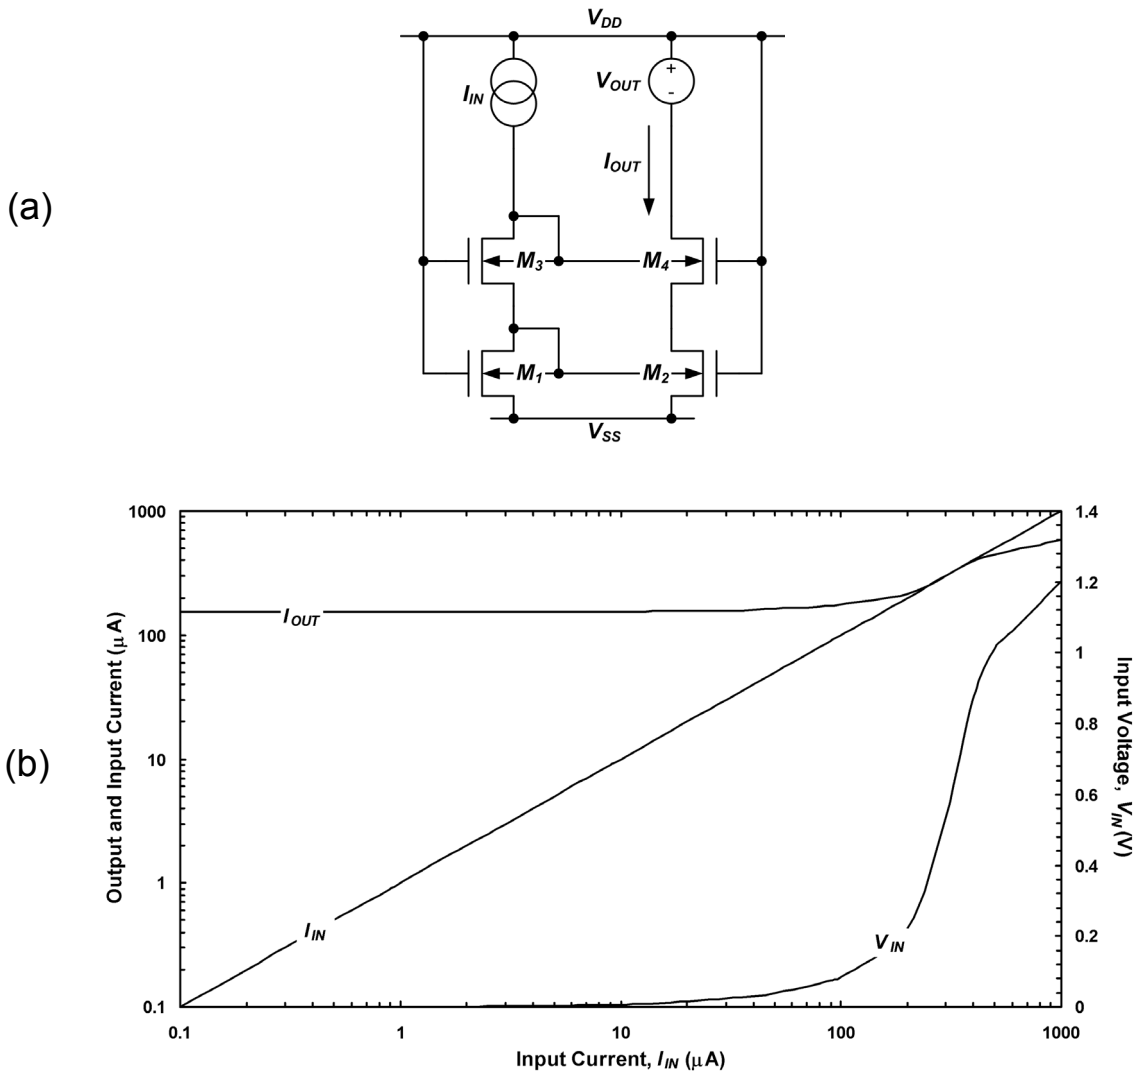 V_DD
I_IN
V_OUT
+
-
I_OUT
(a)
M_3 M_4
M_1 M_2
V_SS
(b)
Output and Input Current (μA)
1000
100
10
1
0.1
I_OUT
I_IN
V_IN
1.4
1.2
1
0.8
0.6
0.4
0.2
0
Input Voltage, V_IN (V)
0.1 1 10 100 1000
Input Current, I_IN (μA)